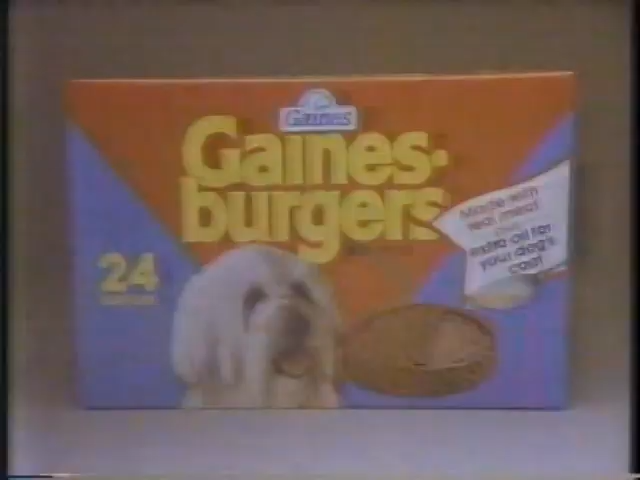 Gaines
Gaines-
burgers
Made with
real meat
extra oil for
your dog's
coat
24